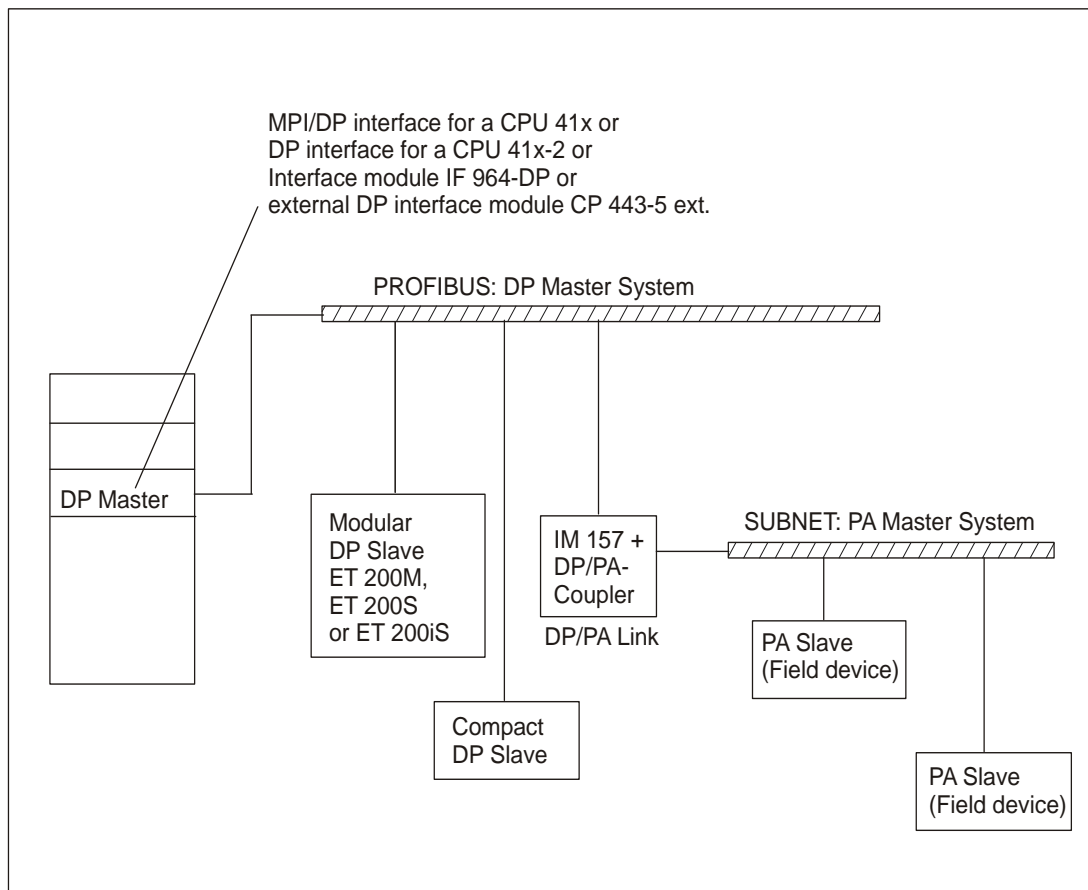 MPI/DP interface for a CPU 41x or
DP interface for a CPU 41x-2 or
Interface module IF 964-DP or
external DP interface module CP 443-5 ext.
PROFIBUS: DP Master System
DP Master
Modular
DP Slave
ET 200M,
ET 200S
or ET 200iS
IM 157 +
DP/PA-
Coupler
DP/PA Link
SUBNET: PA Master System
PA Slave
(Field device)
Compact
DP Slave
PA Slave
(Field device)